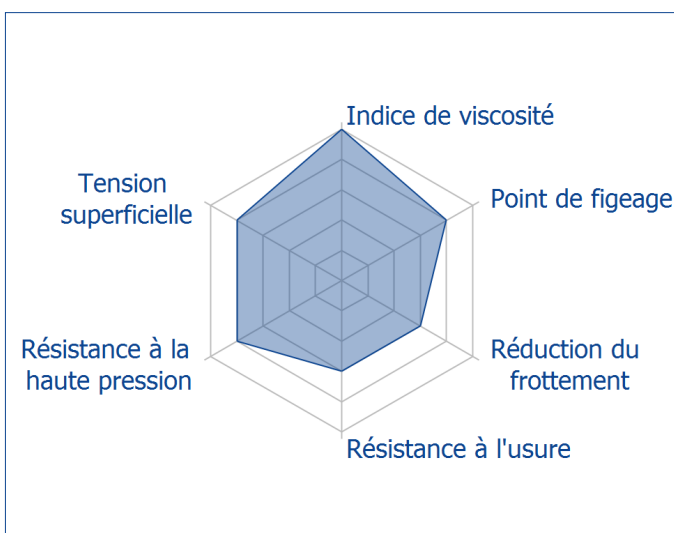 Indice de viscosité
Tension
superficielle
Point de figeage
Résistance à la
haute pression
Réduction du
frottement
Résistance à l'usure